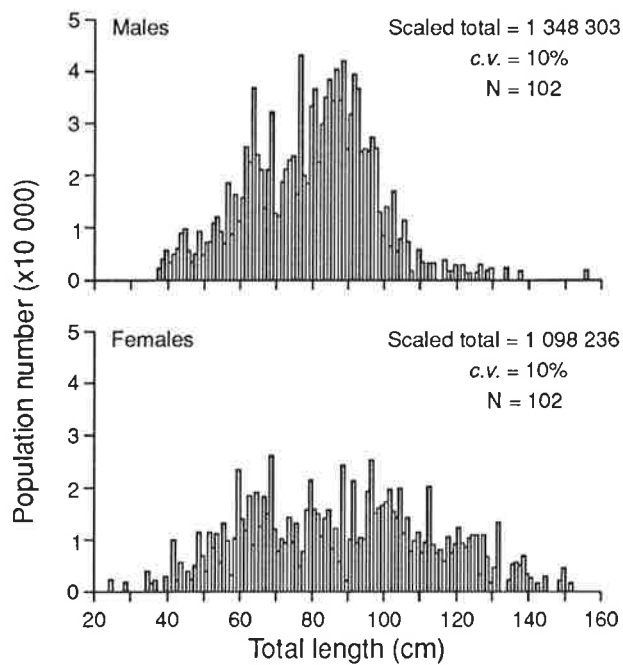 Males
Scaled total = 1 348 303
c.v. = 10%
N = 102
5
4
3
2
1
0
Population number (x10 000)
Females
Scaled total = 1 098 236
c.v. = 10%
N = 102
5
4
3
2
1
0
20 40 60 80 100 120 140 160
Total length (cm)